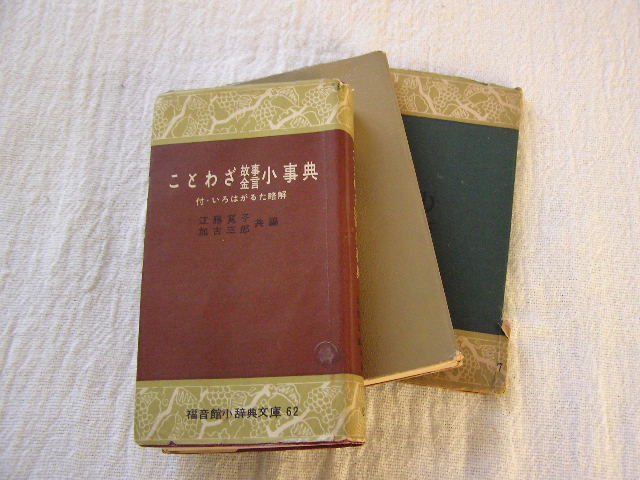 ことわざ故事金言小事典
付・いろはがるた略解
江藤寛子
加古三郎 共編
福音館小辞典文庫 62
の
7